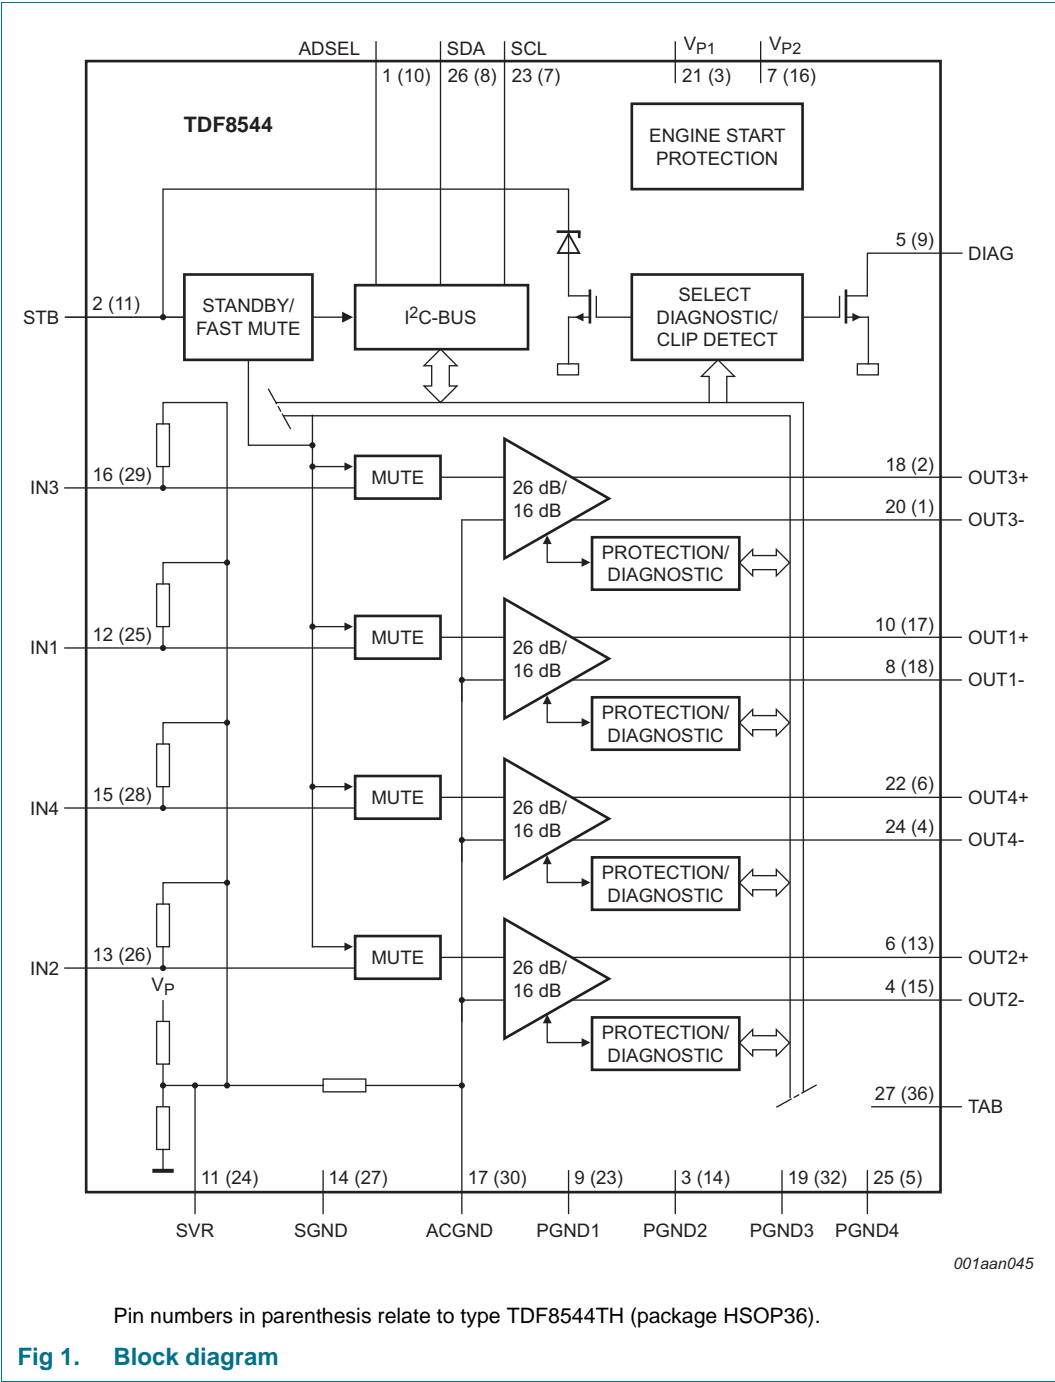 ADSEL SDA SCL VP1 VP2
1 (10) 26 (8) 23 (7) 21 (3) 7 (16)
TDF8544
ENGINE START
PROTECTION
5 (9) DIAG
STB 2 (11)
STANDBY/
FAST MUTE
I2C-BUS
SELECT
DIAGNOSTIC/
CLIP DETECT
IN3 16 (29) MUTE
26 dB/
16 dB
18 (2) OUT3+
20 (1) OUT3-
PROTECTION/
DIAGNOSTIC
IN1 12 (25) MUTE
26 dB/
16 dB
10 (17) OUT1+
8 (18) OUT1-
PROTECTION/
DIAGNOSTIC
IN4 15 (28) MUTE
26 dB/
16 dB
22 (6) OUT4+
24 (4) OUT4-
PROTECTION/
DIAGNOSTIC
IN2 13 (26) MUTE
26 dB/
16 dB
6 (13) OUT2+
4 (15) OUT2-
VP
PROTECTION/
DIAGNOSTIC
27 (36) TAB
11 (24) 14 (27) 17 (30) 9 (23) 3 (14) 19 (32) 25 (5)
SVR SGND ACGND PGND1 PGND2 PGND3 PGND4
001aan045
Pin numbers in parenthesis relate to type TDF8544TH (package HSOP36).
Fig 1. Block diagram